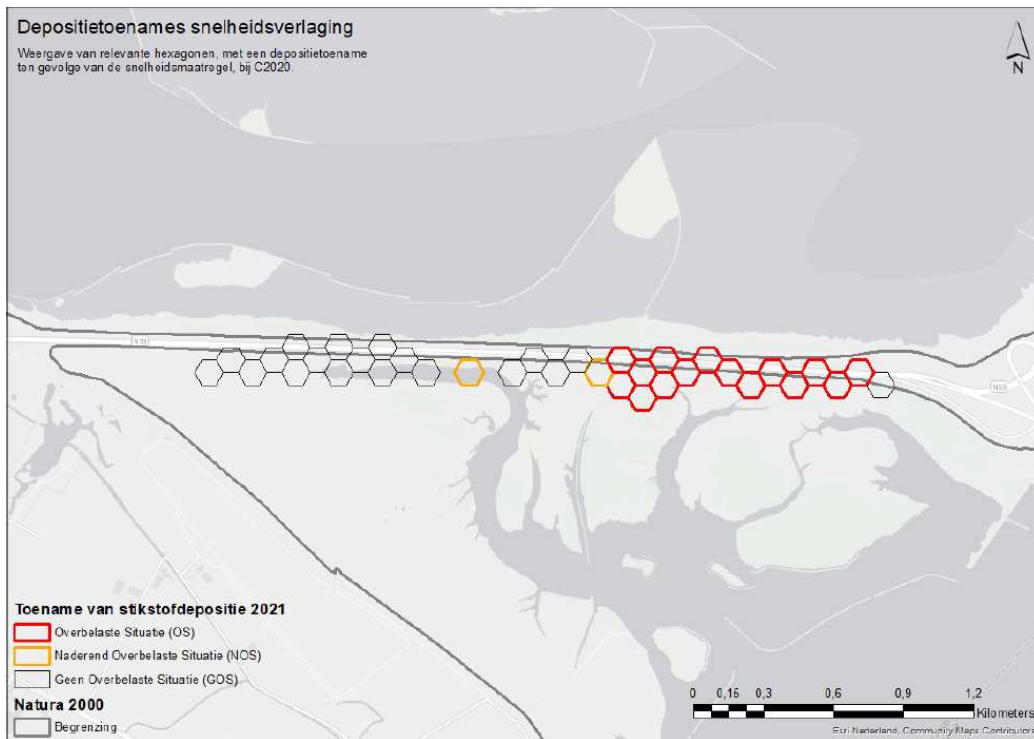 Depositietoenames snelheidsverlaging
Weergave van relevante hexagonen, met een depositietoename
ten gevolge van de snelheidsmaatregel, bij C2020.
N
N59
N59
Toename van stikstofdepositie 2021
Overbelaste Situatie (OS)
Naderend Overbelaste Situatie (NOS)
Geen Overbelaste Situatie (GOS)
Natura 2000
Begrenzing
0 0,15 0,3 0,6 0,9 1,2
Kilometers
Esri Nederland, Community Maps Contributors